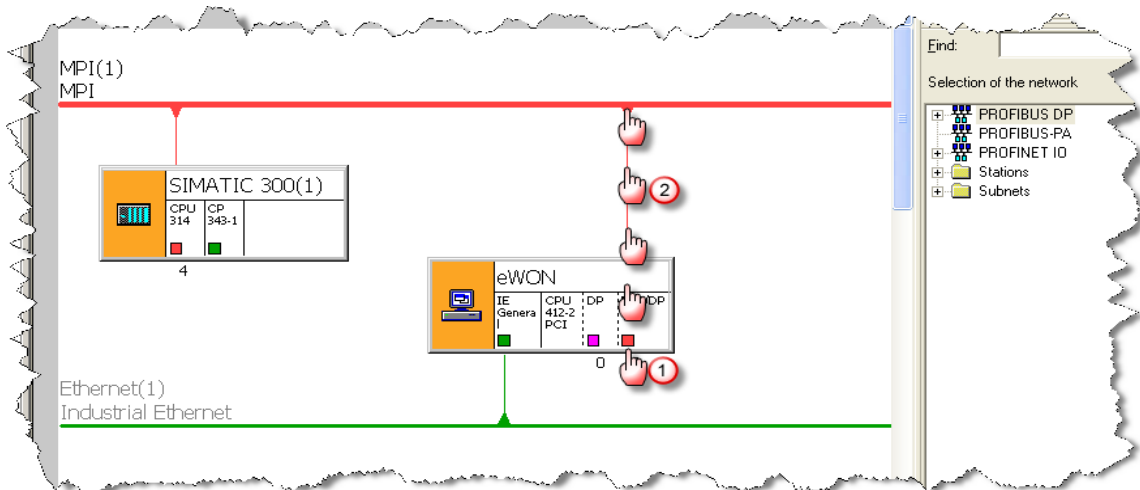 MPI(1)
MPI
SIMATIC 300(1)
CPU
314
CP
343-1
4
2
eWON
IE
Genera
l
CPU
412-2
PCI
DP
DP
0
1
Ethernet(1)
Industrial Ethernet
Find:
Selection of the network
PROFIBUS DP
PROFIBUS-PA
PROFINET IO
Stations
Subnets